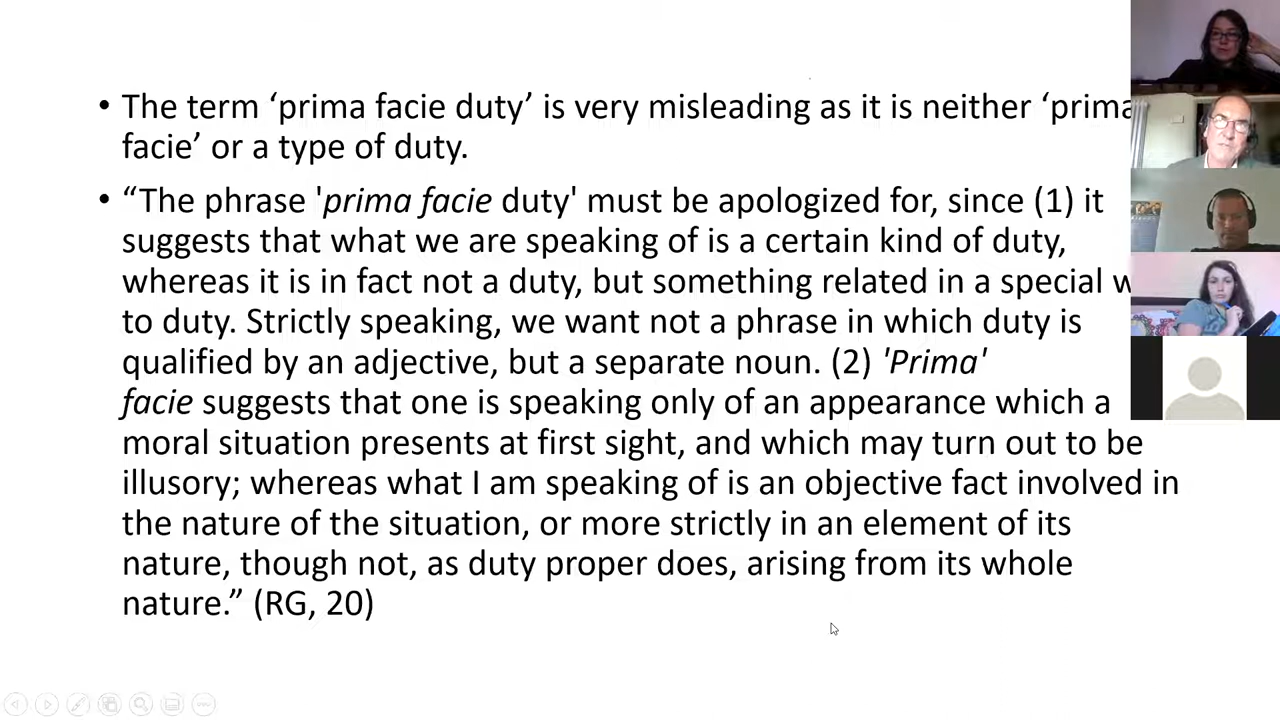 • The term ‘prima facie duty’ is very misleading as it is neither ‘prima
facie’ or a type of duty.
• “The phrase 'prima facie duty' must be apologized for, since (1) it
suggests that what we are speaking of is a certain kind of duty,
whereas it is in fact not a duty, but something related in a special w
to duty. Strictly speaking, we want not a phrase in which duty is
qualified by an adjective, but a separate noun. (2) 'Prima'
facie suggests that one is speaking only of an appearance which a
moral situation presents at first sight, and which may turn out to be
illusory; whereas what I am speaking of is an objective fact involved in
the nature of the situation, or more strictly in an element of its
nature, though not, as duty proper does, arising from its whole
nature.” (RG, 20)